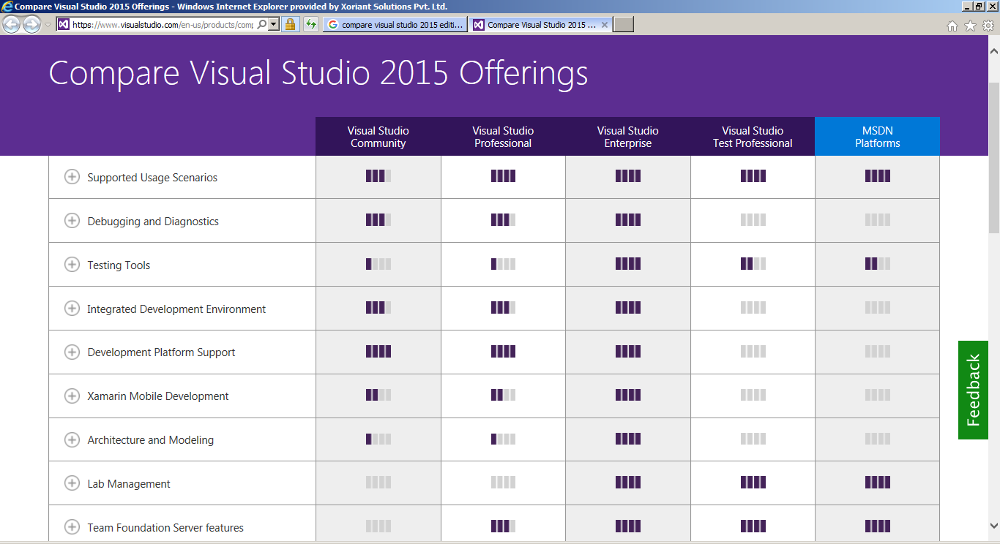 Compare Visual Studio 2015 Offerings - Windows Internet Explorer provided by Xoriant Solutions Pvt. Ltd.
https://www.visualstudio.com/en-us/products/comp
compare visual studio 2015 editi...
Compare Visual Studio 2015 ...
Compare Visual Studio 2015 Offerings
Visual Studio
Community
Visual Studio
Professional
Visual Studio
Enterprise
Visual Studio
Test Professional
MSDN
Platforms
Supported Usage Scenarios
Debugging and Diagnostics
Testing Tools
Integrated Development Environment
Development Platform Support
Xamarin Mobile Development
Architecture and Modeling
Lab Management
Team Foundation Server features
Feedback